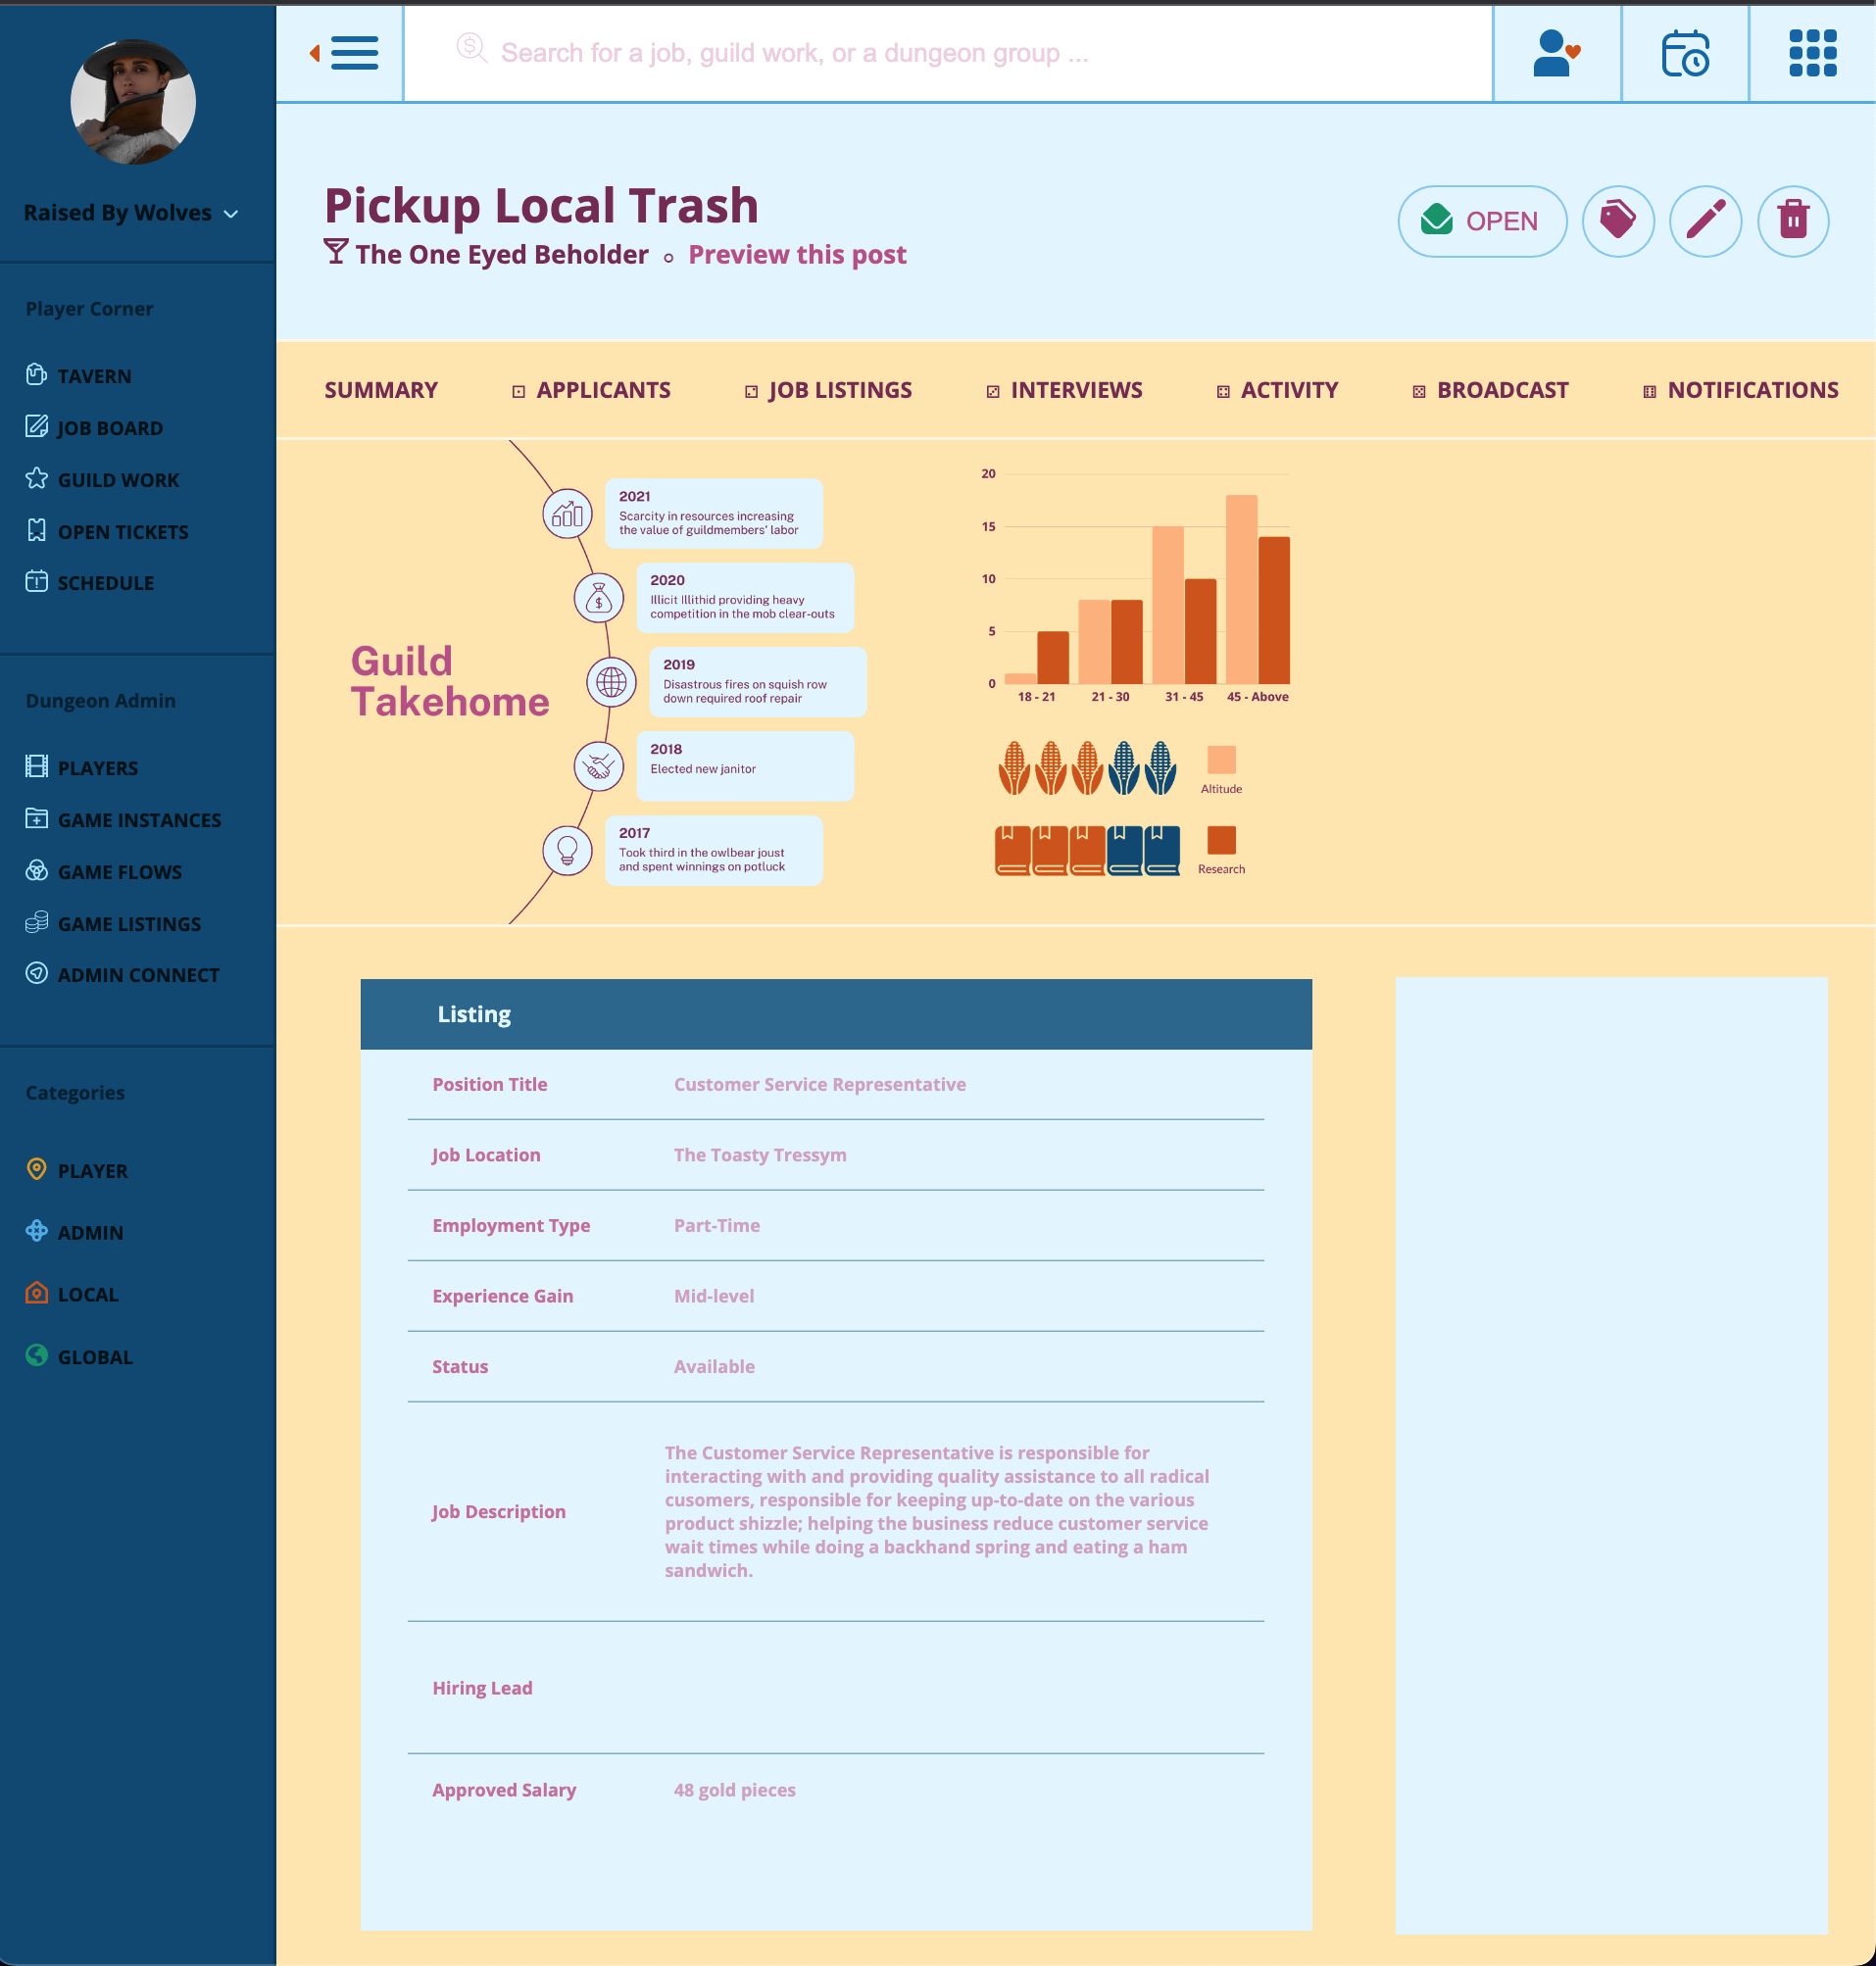 Raised By Wolves
Player Corner
TAVERN
JOB BOARD
GUILD WORK
OPEN TICKETS
SCHEDULE
Dungeon Admin
PLAYERS
GAME INSTANCES
GAME FLOWS
GAME LISTINGS
ADMIN CONNECT
Categories
PLAYER
ADMIN
LOCAL
GLOBAL
Search for a job, guild work, or a dungeon group ...
Pickup Local Trash
The One Eyed Beholder
Preview this post
OPEN
SUMMARY
APPLICANTS
JOB LISTINGS
INTERVIEWS
ACTIVITY
BROADCAST
NOTIFICATIONS
Guild
Takehome
2021
Scarcity in resources increasing
the value of guildmembers' labor
2020
Illicit Illithid providing heavy
competition in the mob clear-outs
2019
Disastrous fires on squish row
down required roof repair
2018
Elected new janitor
2017
Took third in the owlbear joust
and spent winnings on potluck
20
15
10
5
0
18 - 21
21 - 30
31 - 45
45 - Above
Altitude
Research
Listing
Position Title
Customer Service Representative
Job Location
The Toasty Tressym
Employment Type
Part-Time
Experience Gain
Mid-level
Status
Available
Job Description
The Customer Service Representative is responsible for
interacting with and providing quality assistance to all radical
cusomers, responsible for keeping up-to-date on the various
product shizzle; helping the business reduce customer service
wait times while doing a backhand spring and eating a ham
sandwich.
Hiring Lead
Approved Salary
48 gold pieces